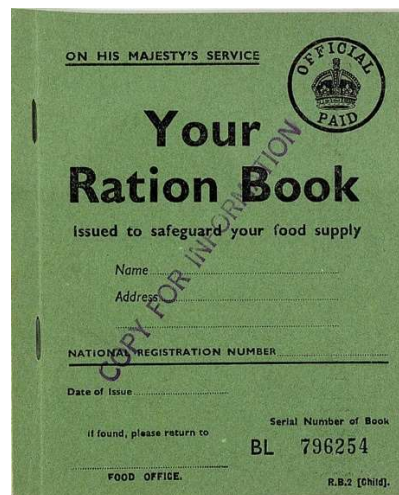 ON HIS MAJESTY'S SERVICE
OFFICIAL
PAID
Your
Ration Book
Issued to safeguard your food supply
Name
Address
NATIONAL REGISTRATION NUMBER
Date of Issue
If found, please return to
FOOD OFFICE.
Serial Number of Book
BL 796254
R.B.2 [Child].
COPY FOR INFORMATION